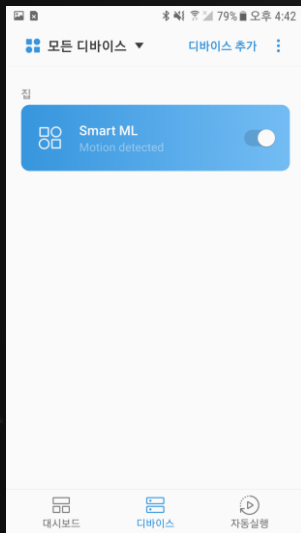 79% 오후 4:42
모든 디바이스
디바이스 추가
집
Smart ML
Motion detected
대시보드
디바이스
자동실행